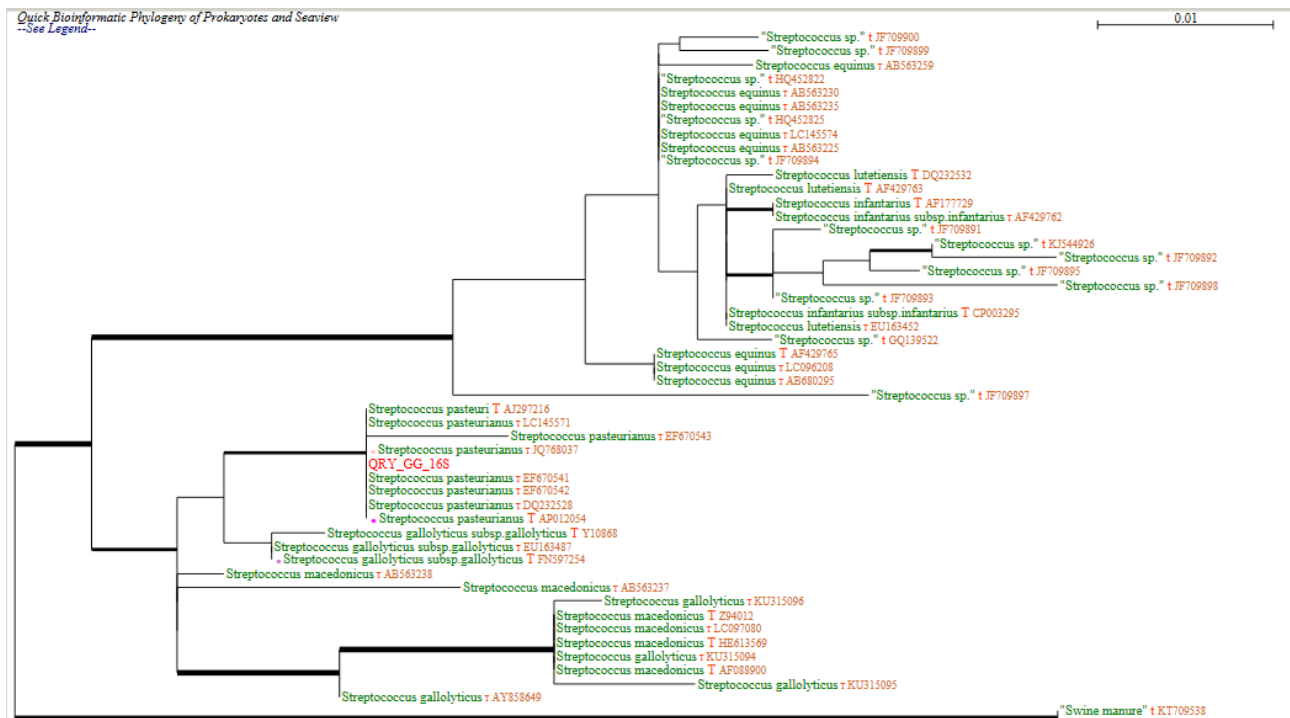 Quick Bioinformatic Phylogeny of Prokaryotes and Seaview
--See Legend--
0.01
"Streptococcus sp." t JF709900
"Streptococcus sp." t JF709899
Streptococcus equinus T AB563259
"Streptococcus sp." t HQ452822
Streptococcus equinus T AB563230
Streptococcus equinus T AB563235
"Streptococcus sp." t HQ452825
Streptococcus equinus T LC145574
Streptococcus equinus T AB563225
"Streptococcus sp." t JF709894
Streptococcus lutetiensis T DQ232532
Streptococcus lutetiensis T AF429763
Streptococcus infantarius T AF177729
Streptococcus infantarius subsp.infantarius T AF429762
"Streptococcus sp." t JF709891
"Streptococcus sp." t KJ544926
"Streptococcus sp." t JF709892
"Streptococcus sp." t JF709895
"Streptococcus sp." t JF709898
"Streptococcus sp." t JF709893
Streptococcus infantarius subsp.infantarius T CP003295
Streptococcus lutetiensis T EU163452
"Streptococcus sp." t GQ139522
Streptococcus equinus T AF429765
Streptococcus equinus T LC096208
Streptococcus equinus T AB680295
"Streptococcus sp." t JF709897
Streptococcus pasteuri T AJ297216
Streptococcus pasteurianus T LC145571
Streptococcus pasteurianus T EF670543
Streptococcus pasteurianus T JQ768037
QRY_GG_16S
Streptococcus pasteurianus T EF670541
Streptococcus pasteurianus T EF670542
Streptococcus pasteurianus T DQ232528
Streptococcus pasteurianus T AP012054
Streptococcus gallolyticus subsp.gallolyticus T Y10868
Streptococcus gallolyticus subsp.gallolyticus T EU163487
Streptococcus gallolyticus subsp.gallolyticus T FN597254
Streptococcus macedonicus T AB563238
Streptococcus macedonicus T AB563237
Streptococcus gallolyticus T KU315096
Streptococcus macedonicus T Z94012
Streptococcus macedonicus T LC097080
Streptococcus macedonicus T HE613569
Streptococcus gallolyticus T KU315094
Streptococcus macedonicus T AF088900
Streptococcus gallolyticus T KU315095
Streptococcus gallolyticus T AY858649
"Swine manure" t KT709538